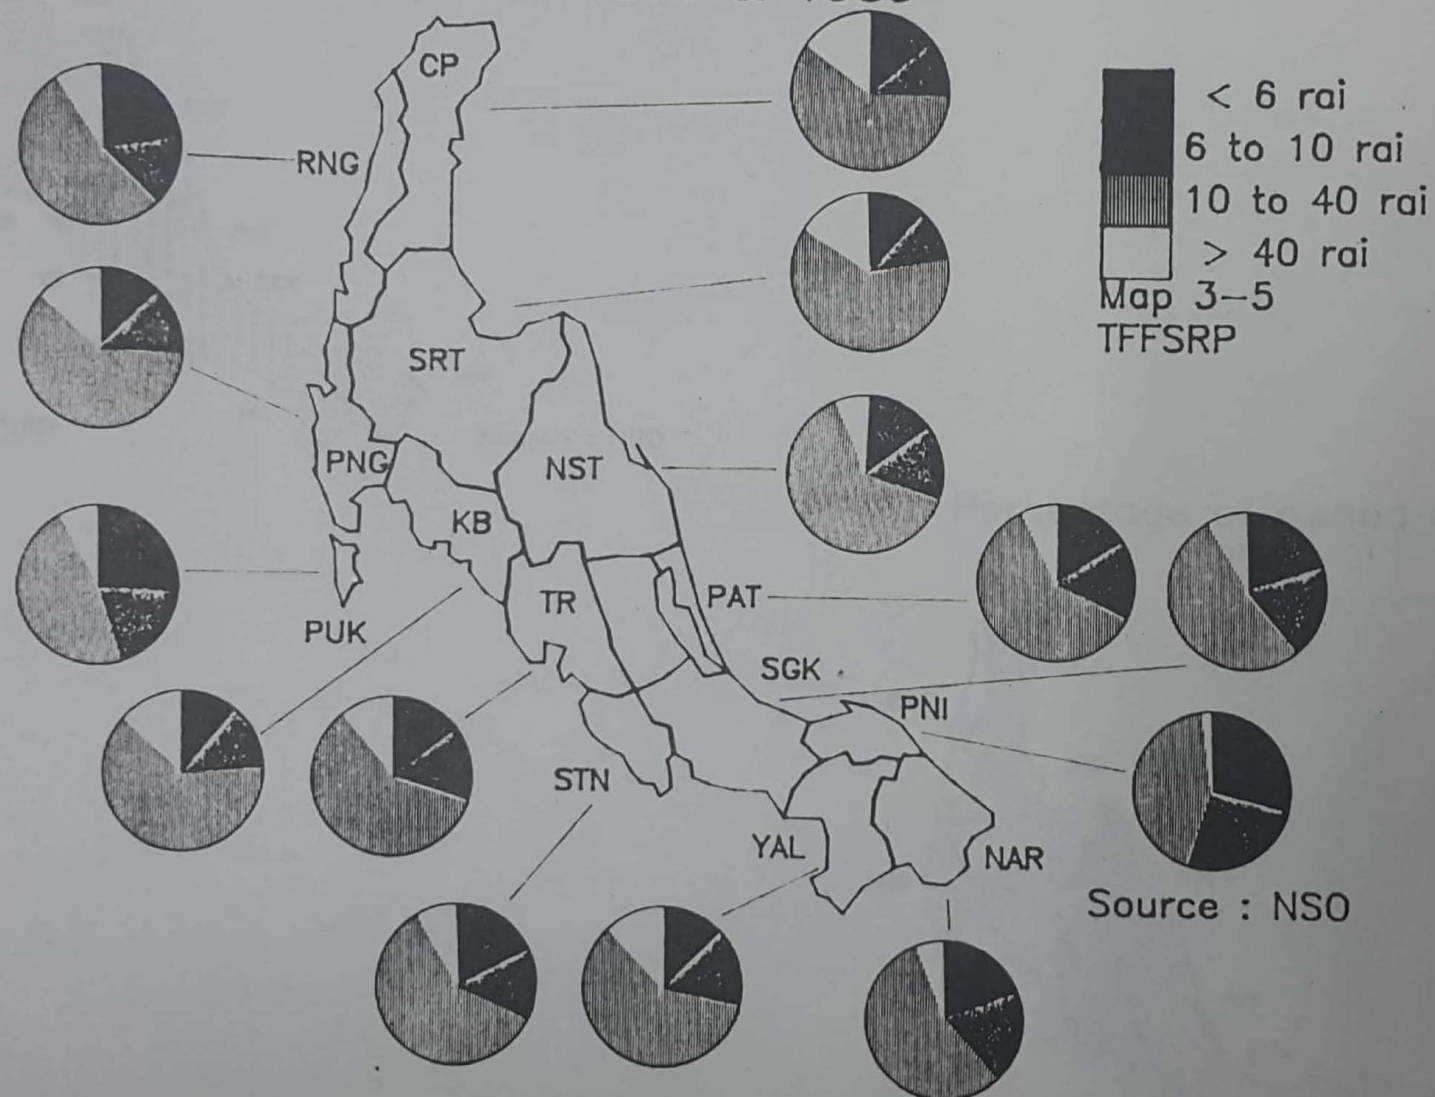 CP
RNG
SRT
PNG
NST
KB
TR
PAT
PUK
SGK .
PNI
STN
YAL
NAR
< 6 rai
6 to 10 rai
10 to 40 rai
> 40 rai
Map 3-5
TFFSRP
Source : NSO